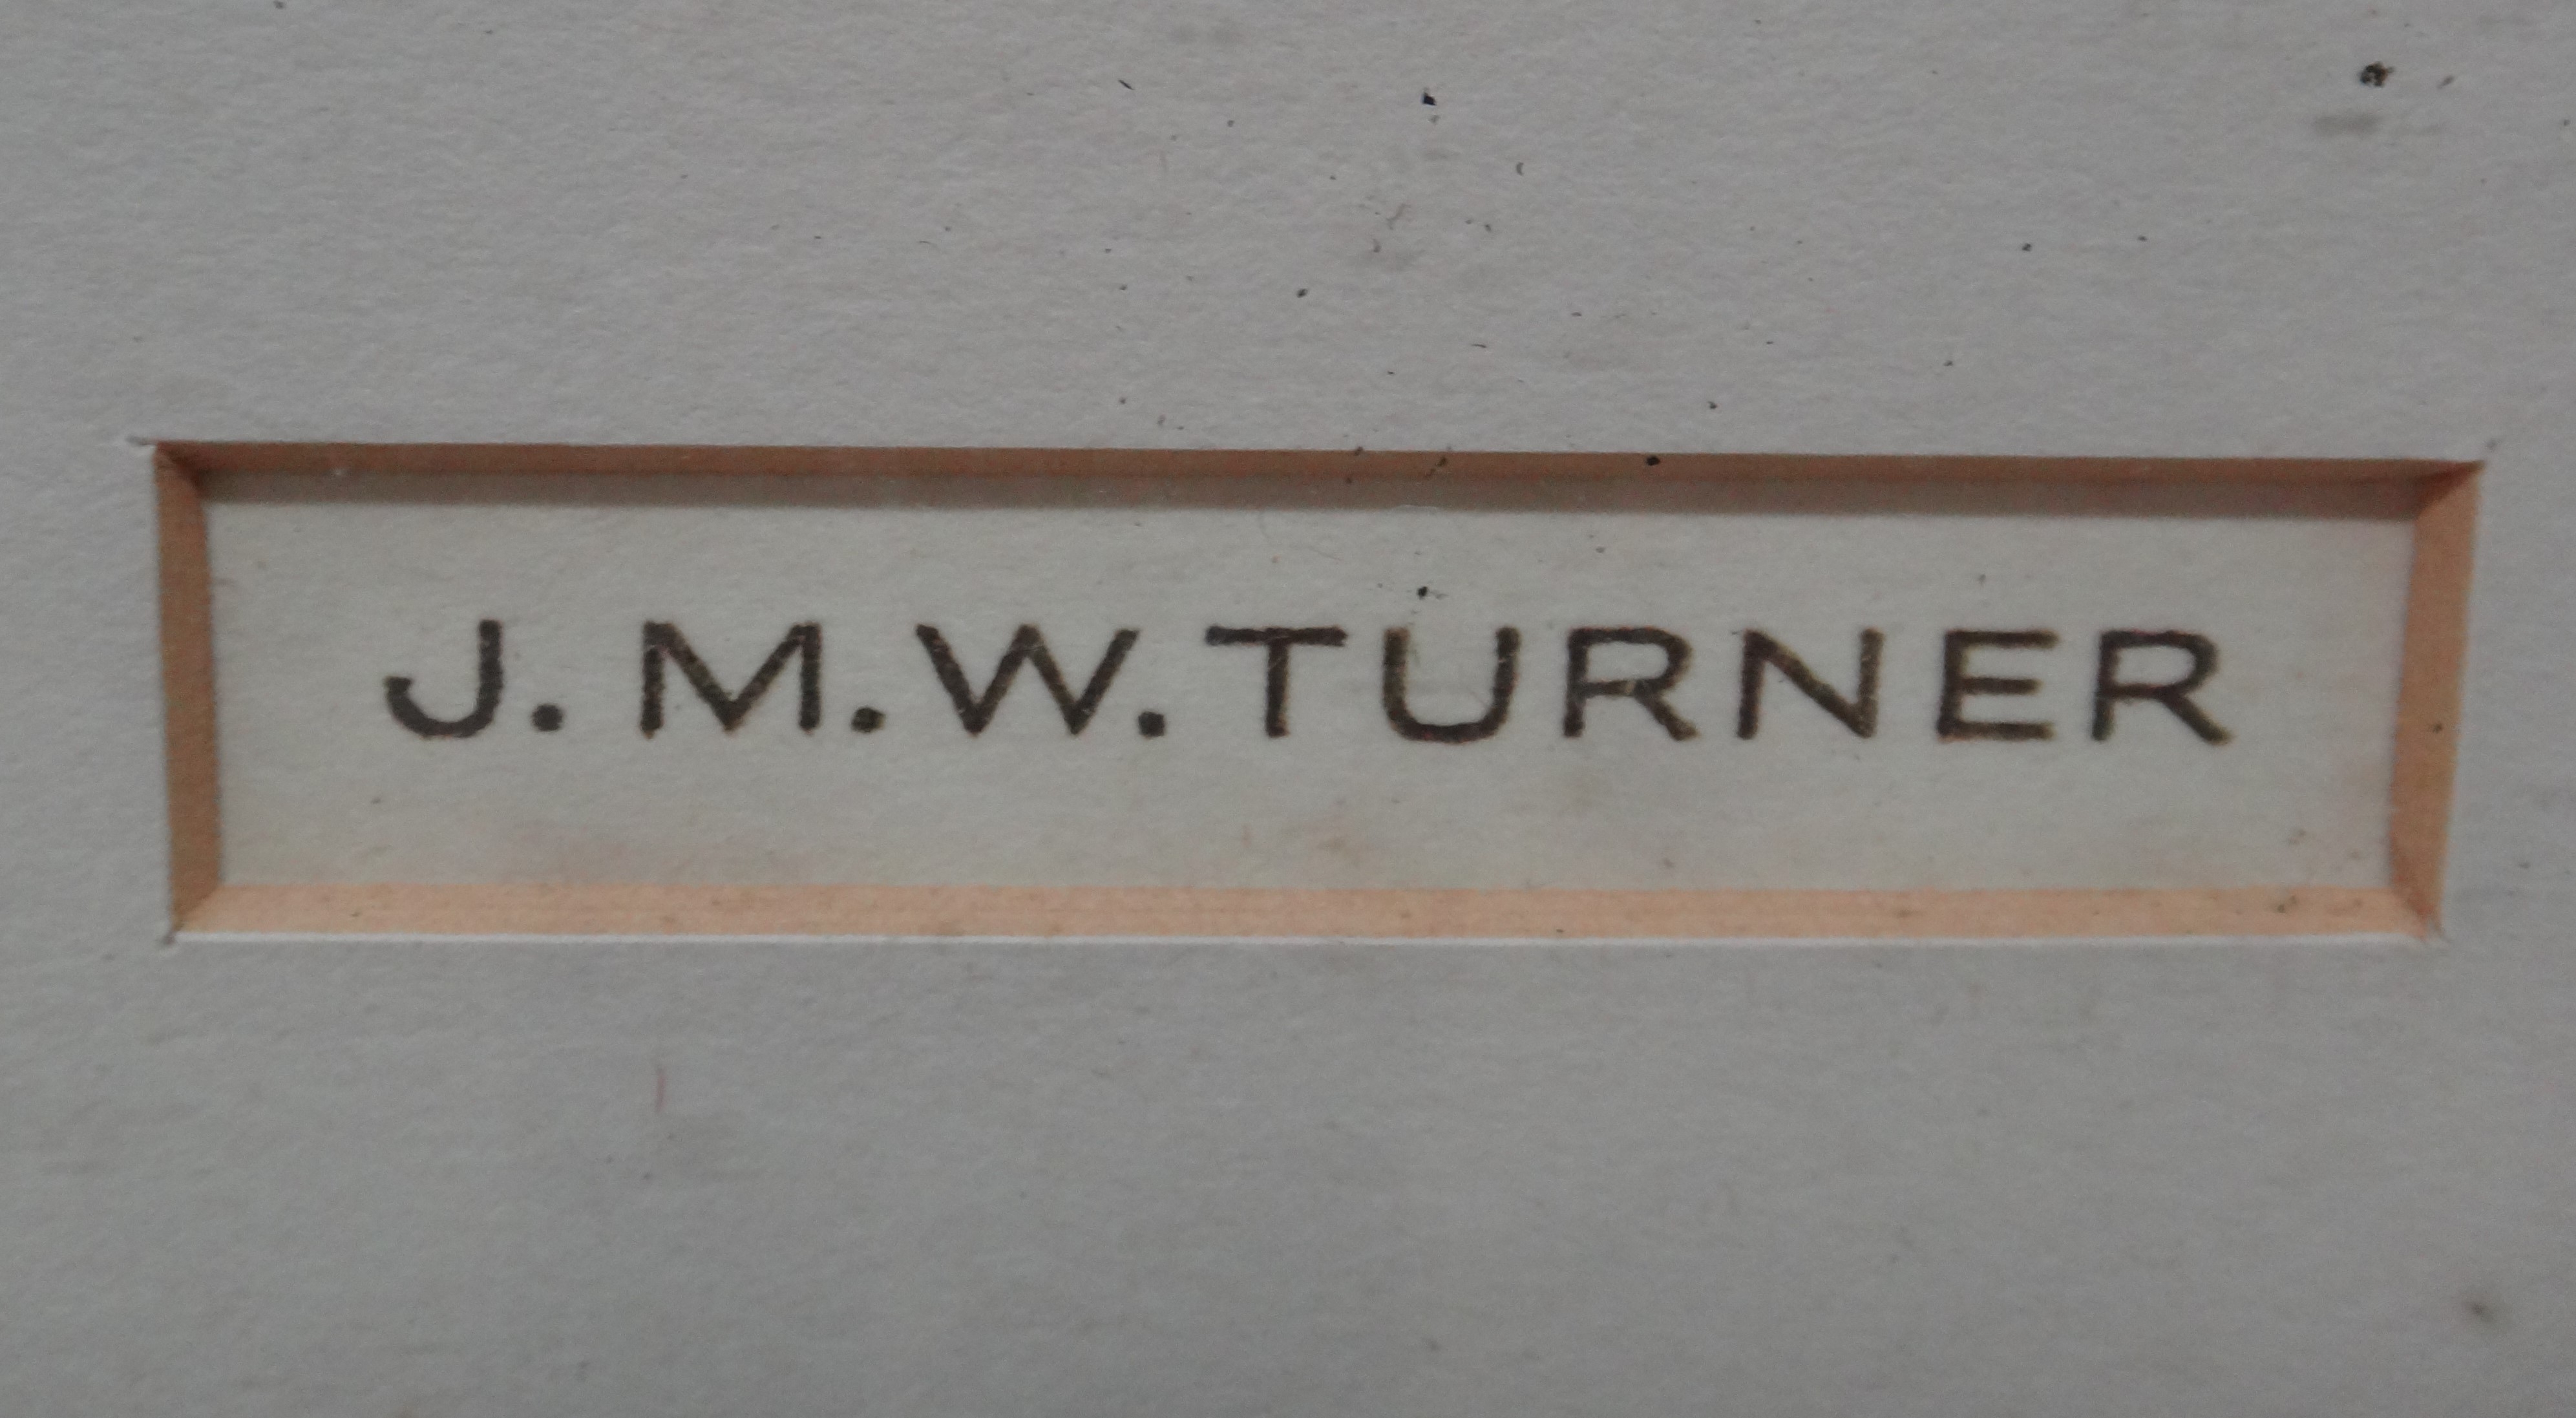 J. M. W. TURNER